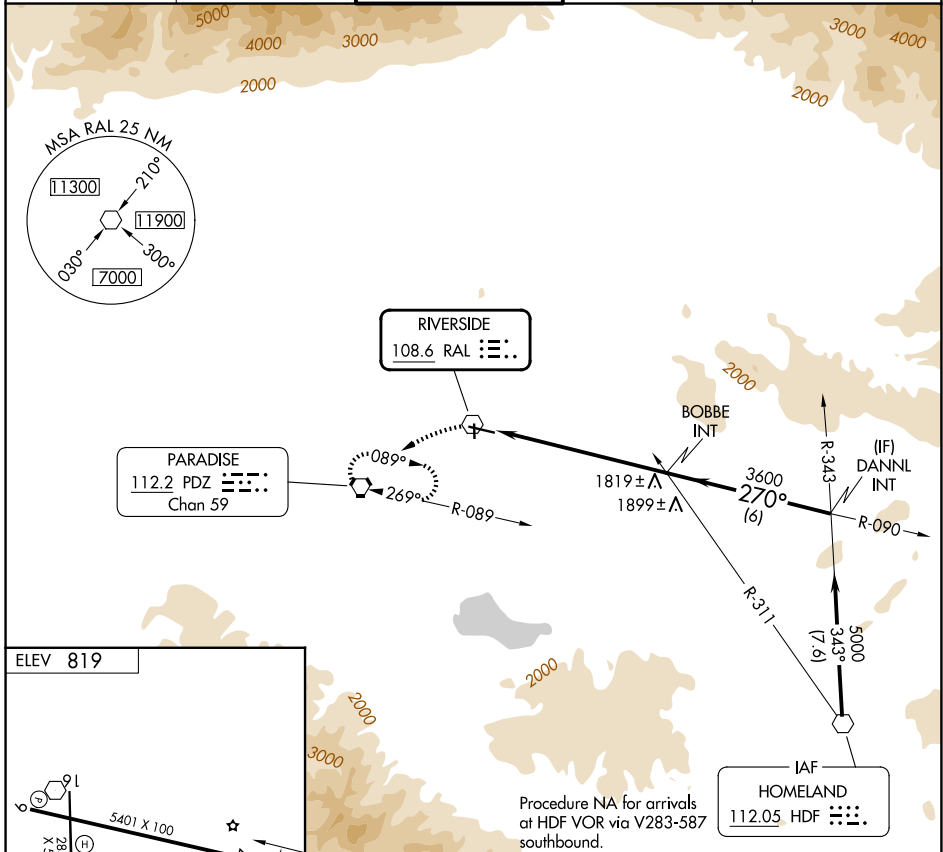 5000
4000
3000
2000
3000
4000
2000
MSA RAL 25 NM
210°
11300
11900
030°
300°
7000
RIVERSIDE
108.6 RAL
2000
BOBBE
INT
R-343
(IF)
DANNL
INT
PARADISE
112.2 PDZ
Chan 59
089°
269°
R-089
1819±
1899±
3600
270°
(6)
R-090
R-311
5000
343°
(7.6)
ELEV 819
2000
2000
3000
IAF
HOMELAND
112.05 HDF
Procedure NA for arrivals
at HDF VOR via V283-587
southbound.
16
9
P
5401 X 100
H